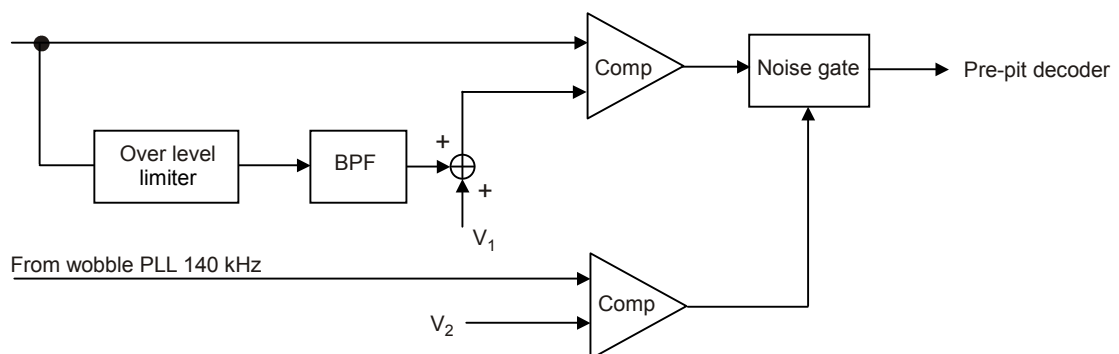 Comp
Noise gate
Pre-pit decoder
Over level
limiter
BPF
+
+
V₁
From wobble PLL 140 kHz
Comp
V₂